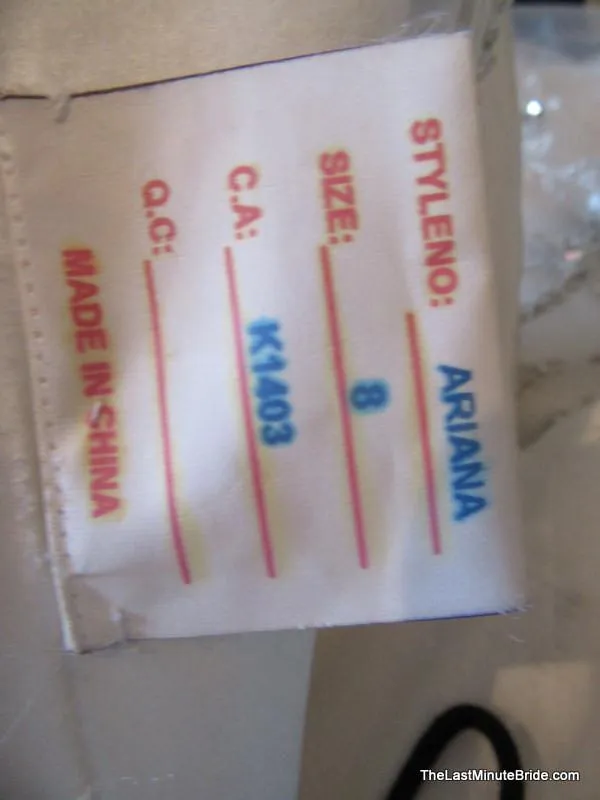 STYLENO: ARIANA
SIZE: 8
C.A: K1403
Q.C:
MADE IN SHINA
TheLastMinuteBride.com